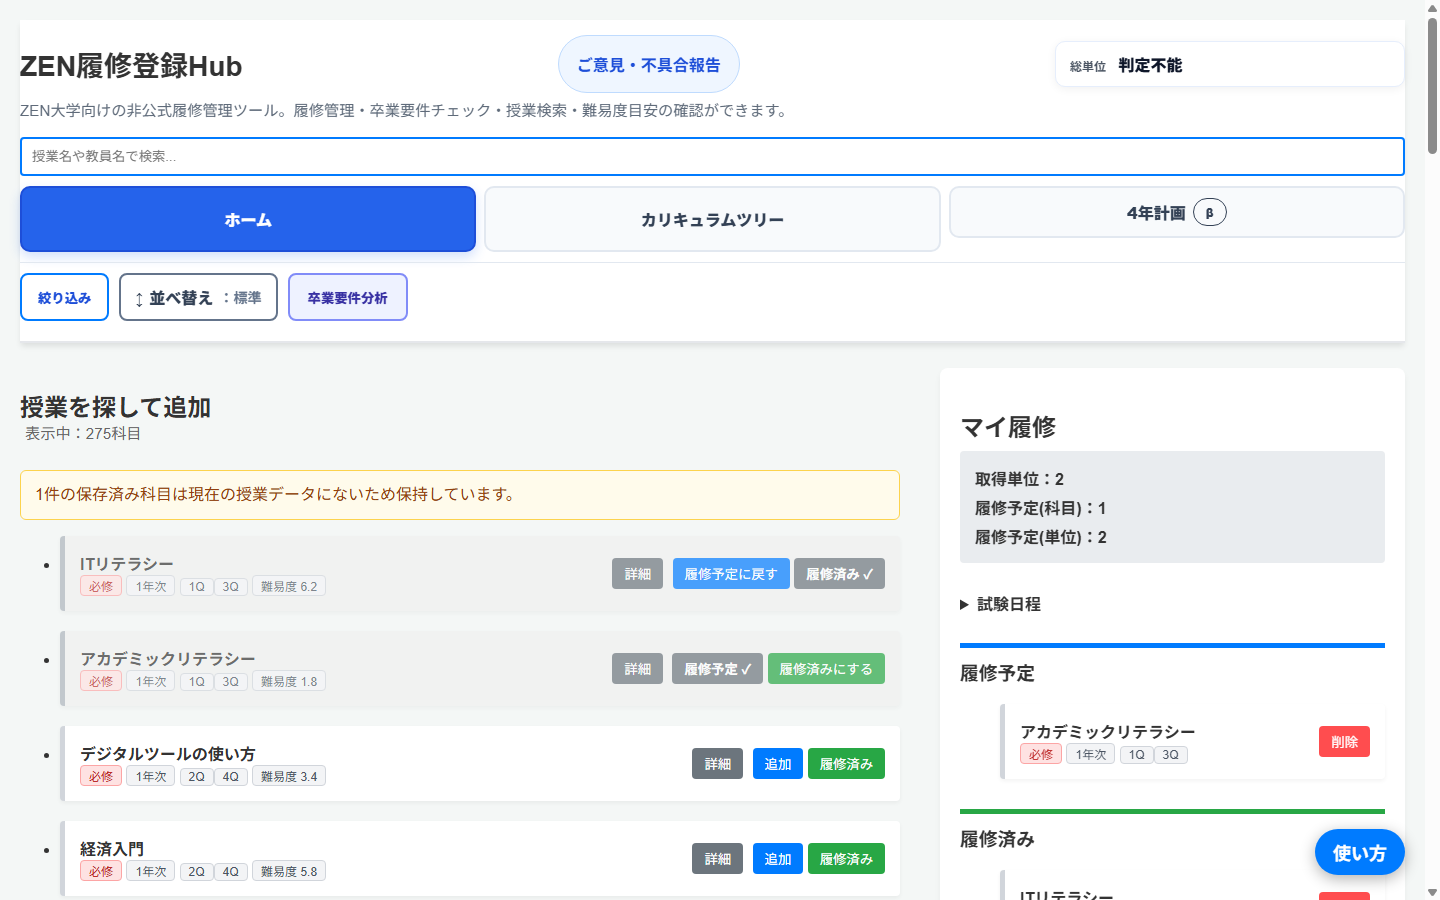 ZEN履修登録Hub
ご意見・不具合報告
総単位 判定不能
ZEN大学向けの非公式履修管理ツール。履修管理・卒業要件チェック・授業検索・難易度目安の確認ができます。
授業名や教員名で検索...
ホーム
カリキュラムツリー
4年計画 β
絞り込み
↕ 並べ替え ：標準
卒業要件分析
授業を探して追加
表示中：275科目
1件の保存済み科目は現在の授業データにないため保持しています。
ITリテラシー
必修 1年次 1Q 3Q 難易度 6.2
詳細 履修予定に戻す 履修済み ✓
アカデミックリテラシー
必修 1年次 1Q 3Q 難易度 1.8
詳細 履修予定 ✓ 履修済みにする
デジタルツールの使い方
必修 1年次 2Q 4Q 難易度 3.4
詳細 追加 履修済み
経済入門
必修 1年次 2Q 4Q 難易度 5.8
詳細 追加 履修済み
マイ履修
取得単位：2
履修予定(科目)：1
履修予定(単位)：2
▶ 試験日程
履修予定
アカデミックリテラシー
必修 1年次 1Q 3Q
削除
履修済み
ITリテラシー
使い方